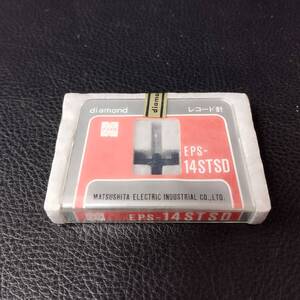 diamond レコード針
EPS-
14STSD
MATSUSHITA ELECTRIC INDUSTRIAL CO.,LTD.
EPS-14STSD